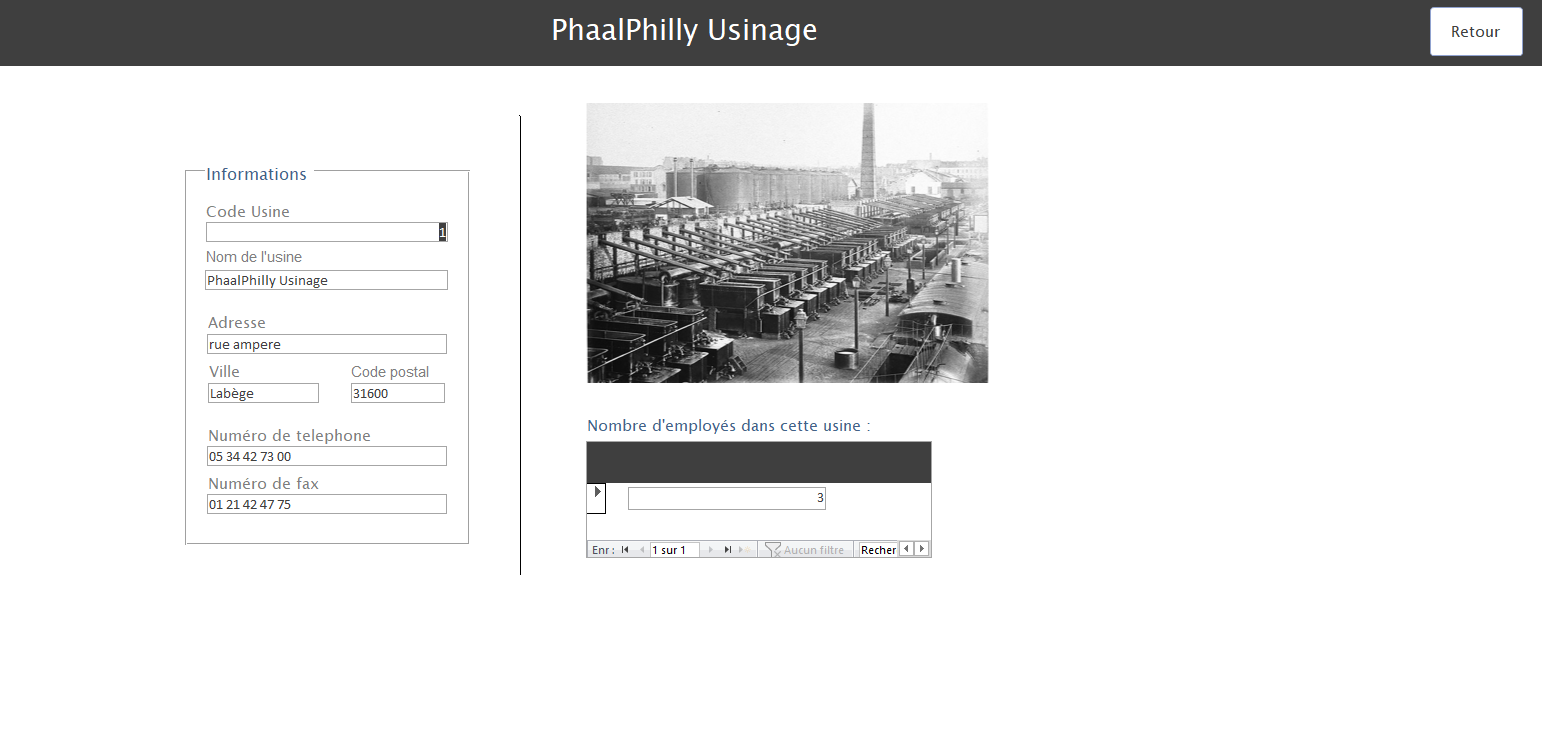 PhaalPhilly Usinage
Retour
Informations
Code Usine
1
Nom de l'usine
PhaalPhilly Usinage
Adresse
rue ampere
Ville
Code postal
Labège
31600
Numéro de telephone
05 34 42 73 00
Numéro de fax
01 21 42 47 75
Nombre d'employés dans cette usine :
3
Enr : 1 sur 1 Aucun filtre Recher